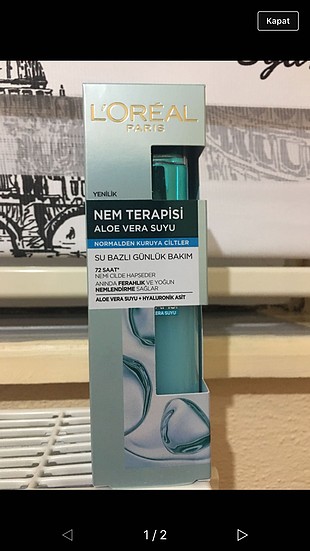 Kapat
L'ORÉAL
PARIS
YENİLİK
NEM TERAPİSİ
ALOE VERA SUYU
NORMALDEN KURUYA CİLTLER
SU BAZLI GÜNLÜK BAKIM
72 SAAT*
NEMİ CİLDE HAPSEDER
ANINDA FERAHLIK VE YOĞUN
NEMLENDİRME SAĞLAR
ALOE VERA SUYU + HYALURONİK ASİT
ERA SUYU
1 / 2